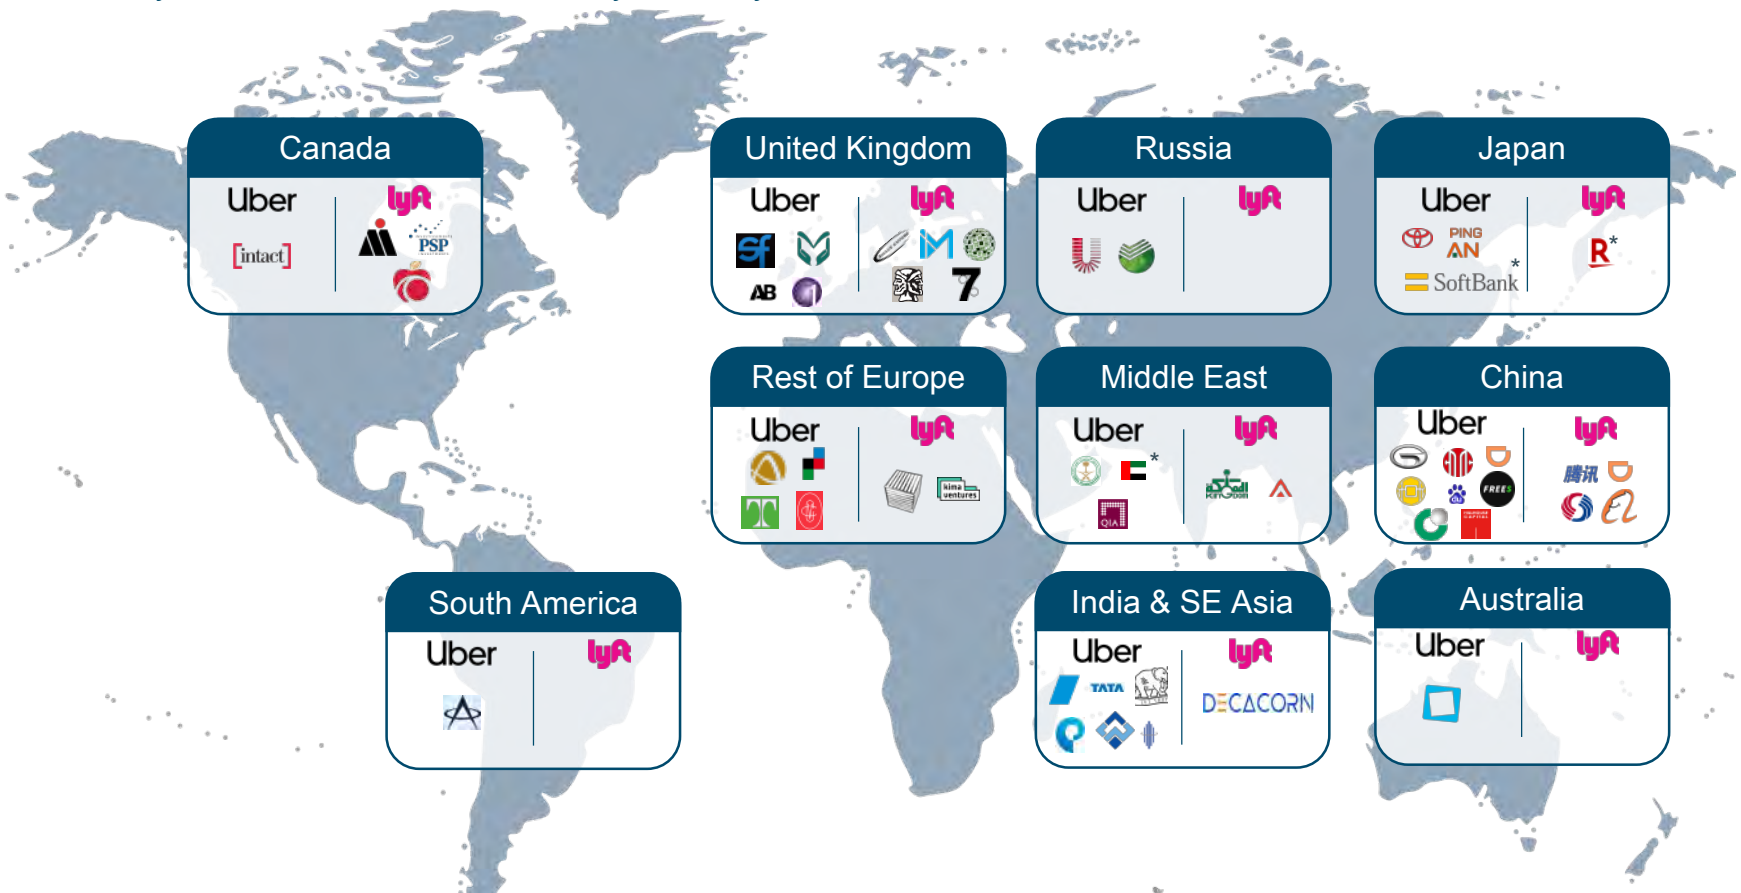 Canada
Uber
lyft
[intact]
PSP
United Kingdom
Uber
lyft
sf
AB
7
Russia
Uber
lyft
Japan
Uber
lyft
PING
AN
*
SoftBank
R*
Rest of Europe
Uber
lyft
T
kima
ventures
Middle East
Uber
lyft
*
QIA
المملكة
China
Uber
lyft
腾讯
FREES
South America
Uber
lyft
India & SE Asia
Uber
lyft
TATA
DECACORN
Australia
Uber
lyft